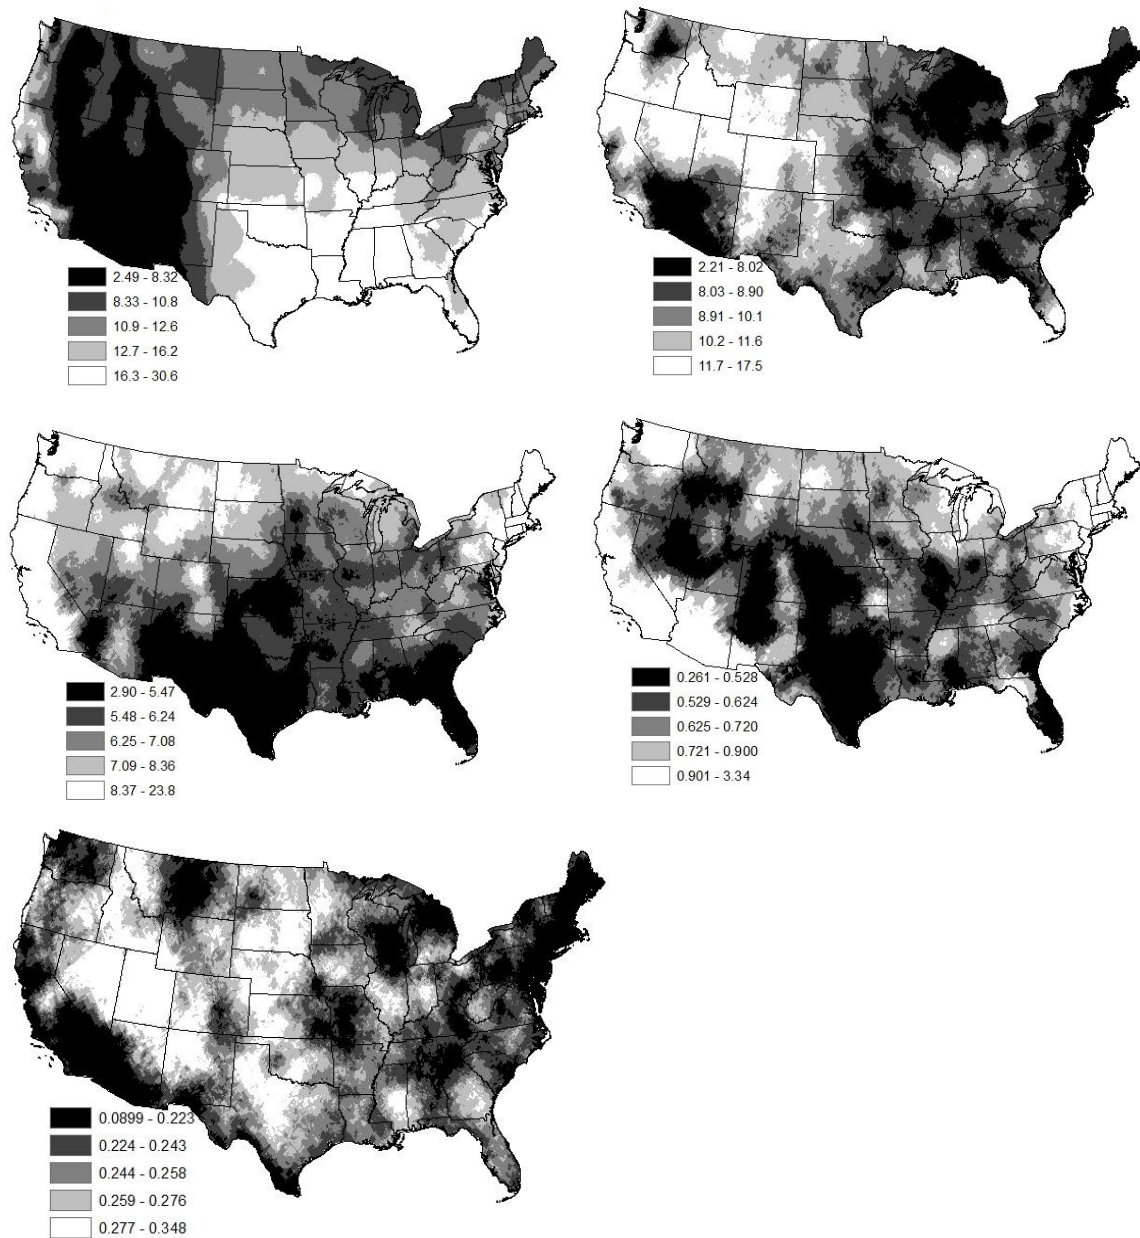 2.49 - 8.32
8.33 - 10.8
10.9 - 12.6
12.7 - 16.2
16.3 - 30.6
2.21 - 8.02
8.03 - 8.90
8.91 - 10.1
10.2 - 11.6
11.7 - 17.5
2.90 - 5.47
5.48 - 6.24
6.25 - 7.08
7.09 - 8.36
8.37 - 23.8
0.261 - 0.528
0.529 - 0.624
0.625 - 0.720
0.721 - 0.900
0.901 - 3.34
0.0899 - 0.223
0.224 - 0.243
0.244 - 0.258
0.259 - 0.276
0.277 - 0.348